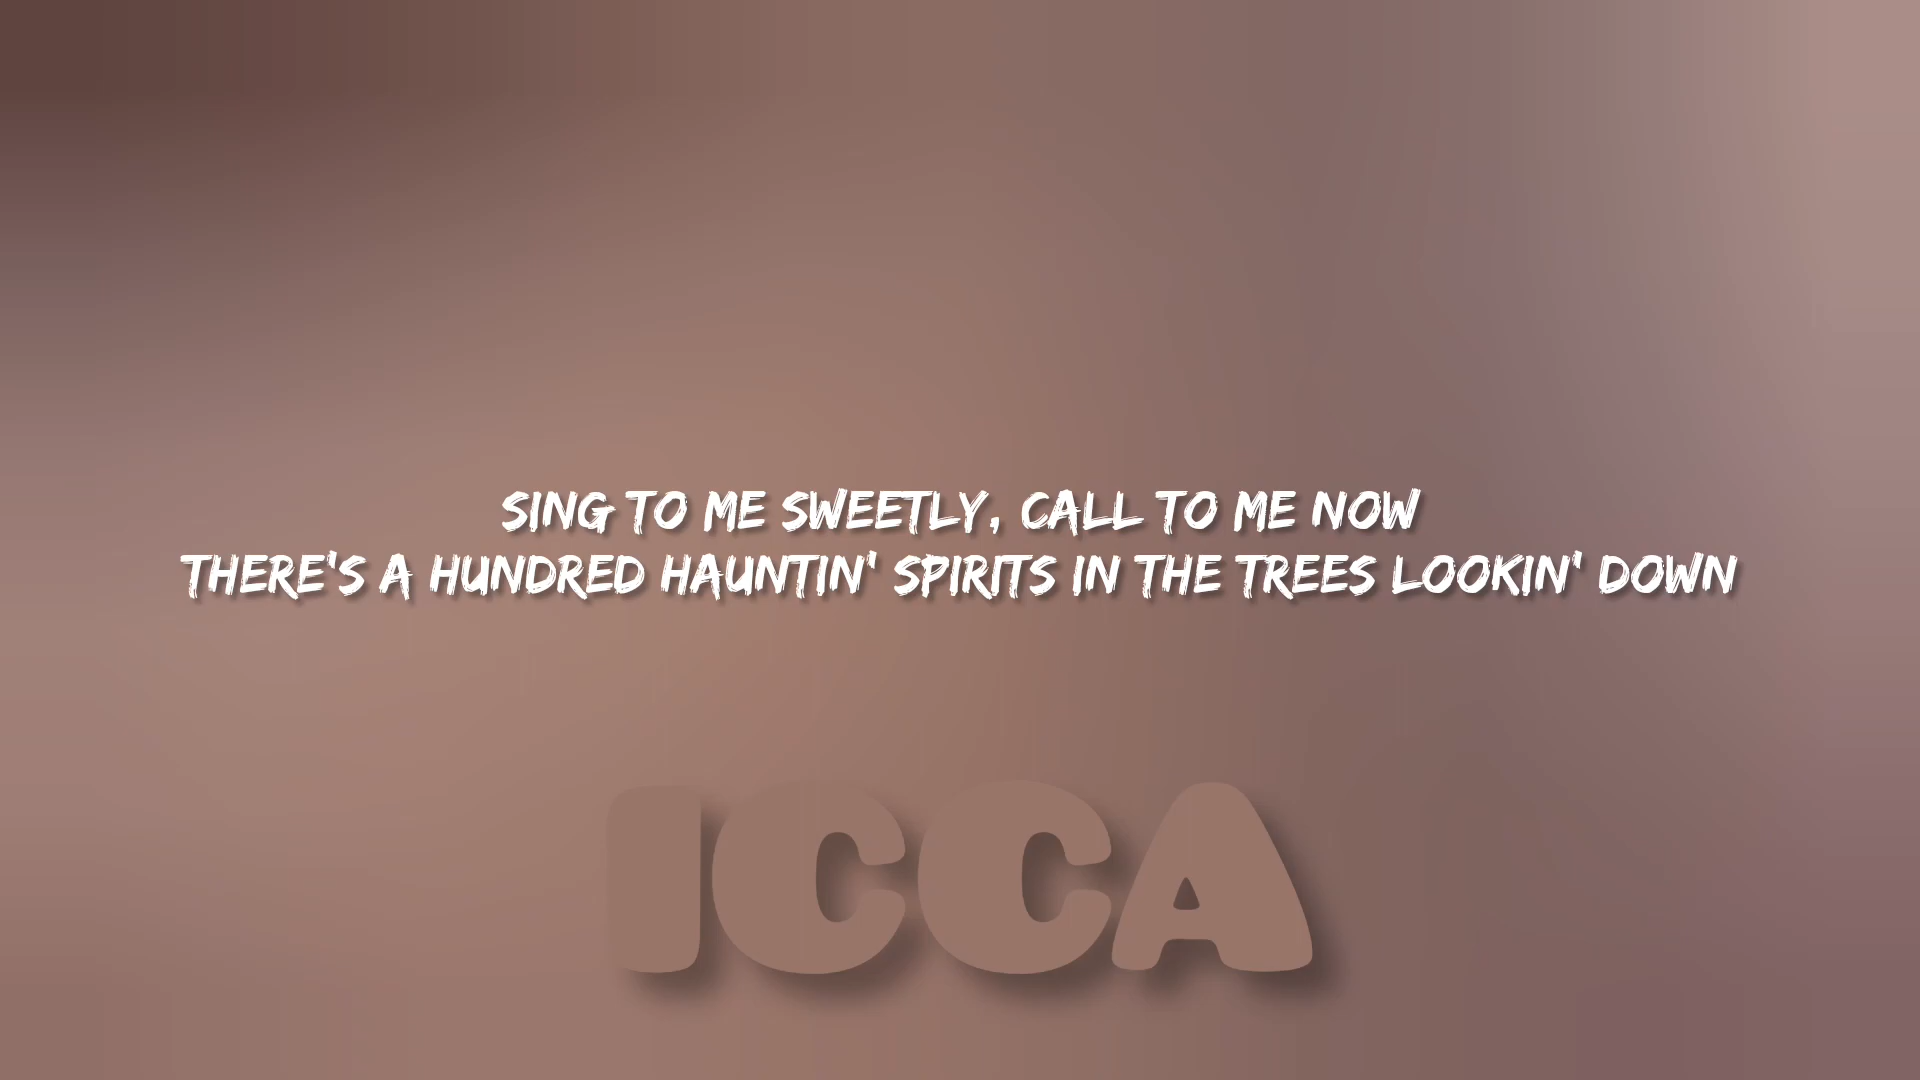 SING TO ME SWEETLY, CALL TO ME NOW
THERE'S A HUNDRED HAUNTIN' SPIRITS IN THE TREES LOOKIN' DOWN
ICCA